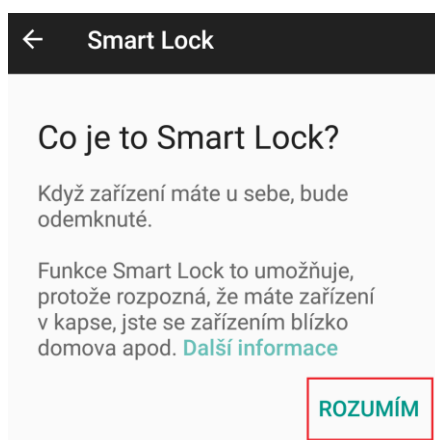 Smart Lock
Co je to Smart Lock?
Když zařízení máte u sebe, bude
odemknuté.
Funkce Smart Lock to umožňuje,
protože rozpozná, že máte zařízení
v kapse, jste se zařízením blízko
domova apod. Další informace
ROZUMÍM